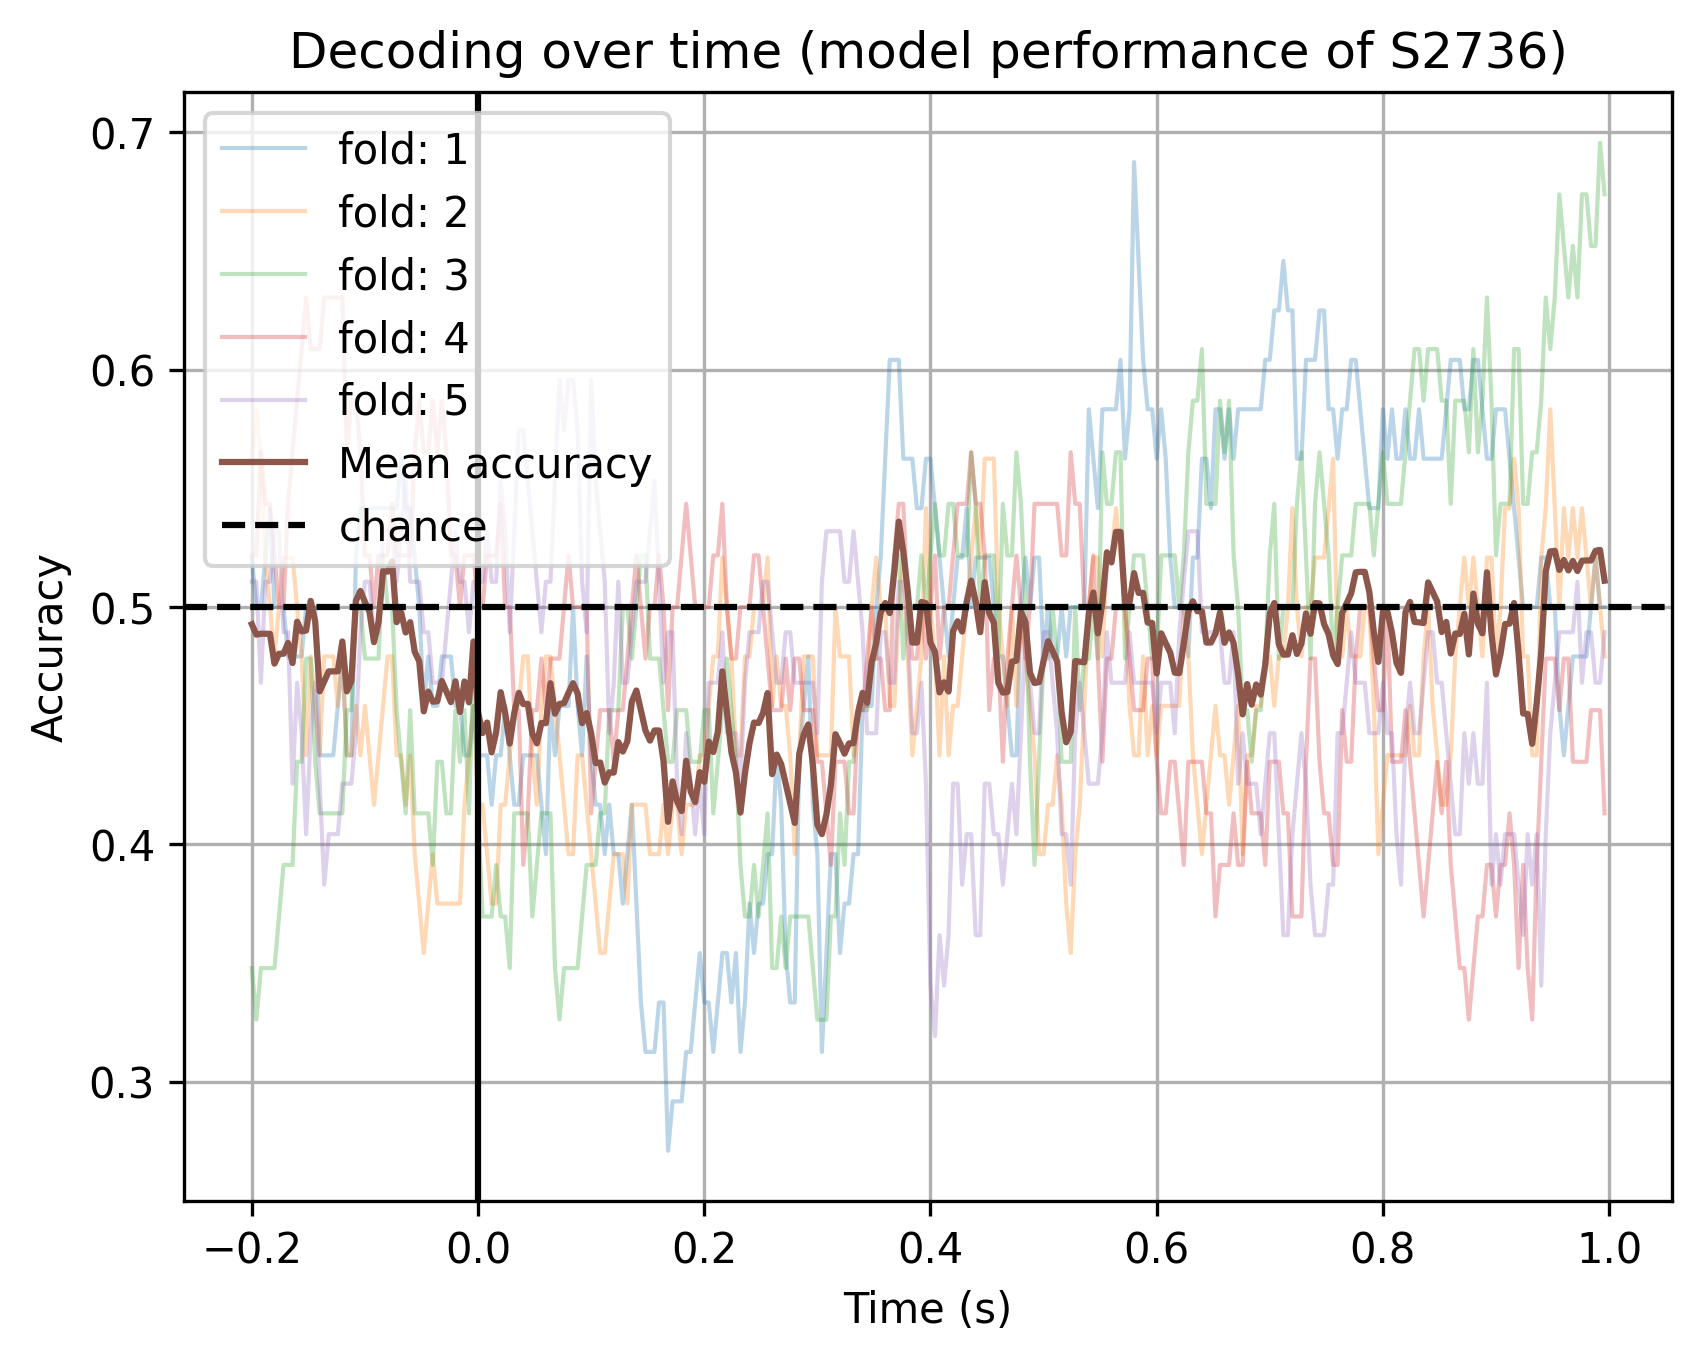 Decoding over time (model performance of S2736)
Accuracy
0.7
0.6
0.5
0.4
0.3
fold: 1
fold: 2
fold: 3
fold: 4
fold: 5
Mean accuracy
chance
−0.2 0.0 0.2 0.4 0.6 0.8 1.0
Time (s)